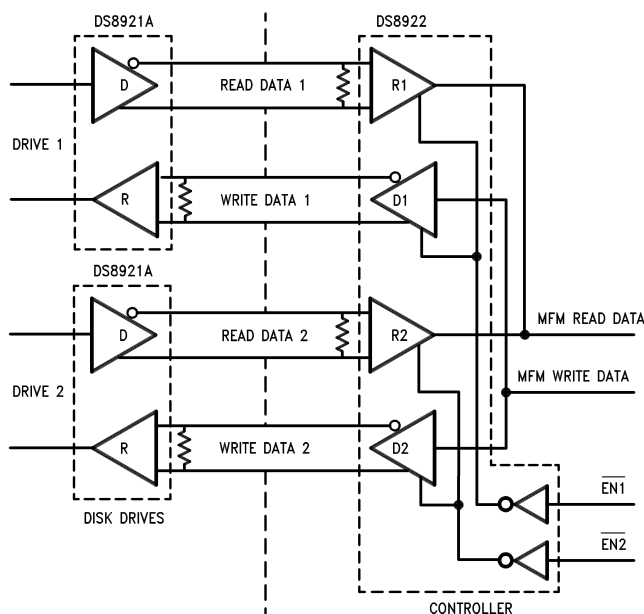 DS8921A
DS8922
D
READ DATA 1
R1
DRIVE 1
R
WRITE DATA 1
D1
DS8921A
D
READ DATA 2
R2
MFM READ DATA
DRIVE 2
MFM WRITE DATA
R
WRITE DATA 2
D2
EN1
DISK DRIVES
EN2
CONTROLLER